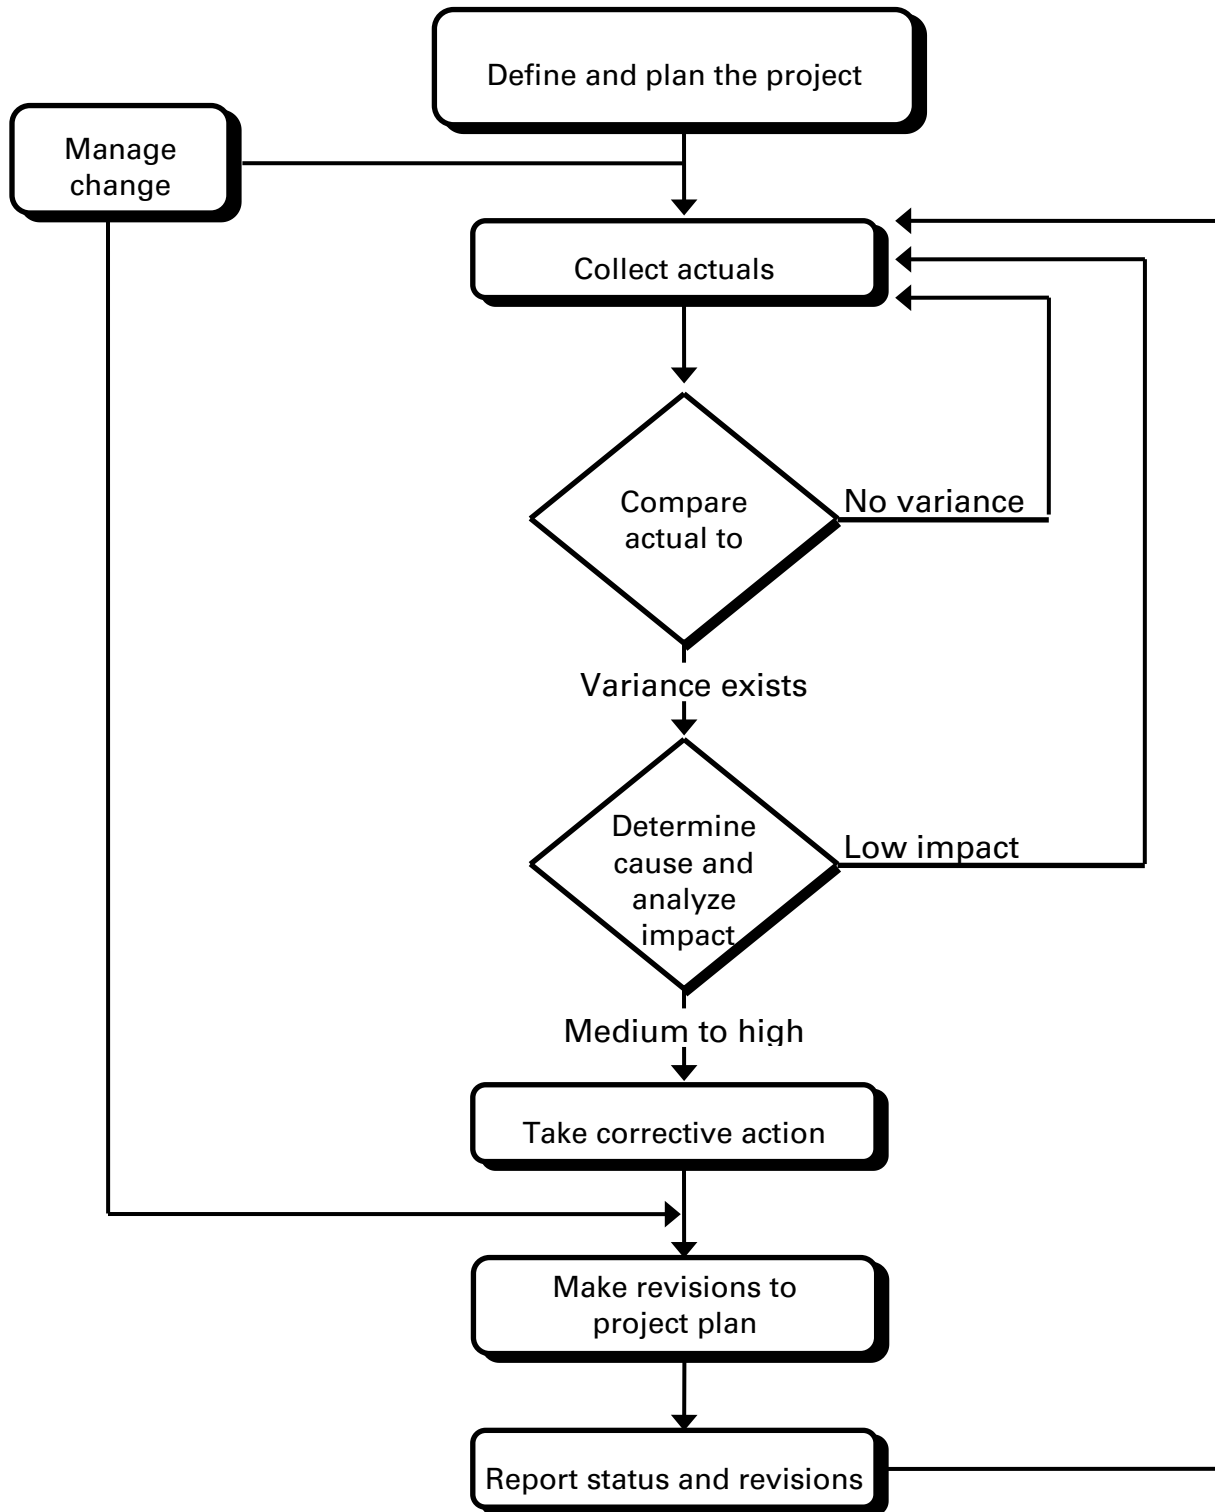 Define and plan the project
Manage
change
Collect actuals
Compare
actual to
No variance
Variance exists
Determine
cause and
analyze
impact
Low impact
Medium to high
Take corrective action
Make revisions to
project plan
Report status and revisions